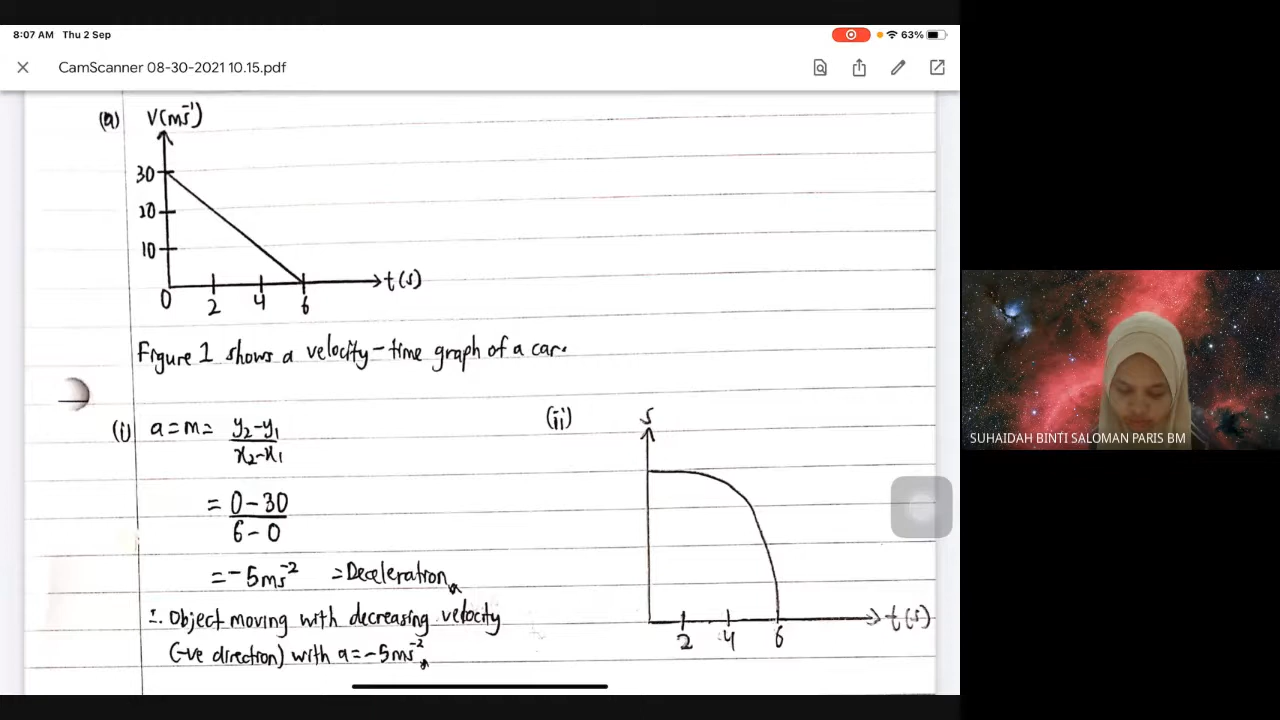 8:07 AM Thu 2 Sep
63%
CamScanner 08-30-2021 10.15.pdf
(a) V(ms⁻¹)
30
20
10
0 2 4 6 t(s)
Figure 1 shows a velocity-time graph of a car.
(i) a = m = y₂-y₁ / x₂-x₁
= 0-30 / 6-0
= -5ms⁻² = Deceleration
∴ Object moving with decreasing velocity
(-ve direction) with a = -5ms⁻²
(ii) s
2 4 6 t(s)
SUHAIDAH BINTI SALOMAN PARIS BM